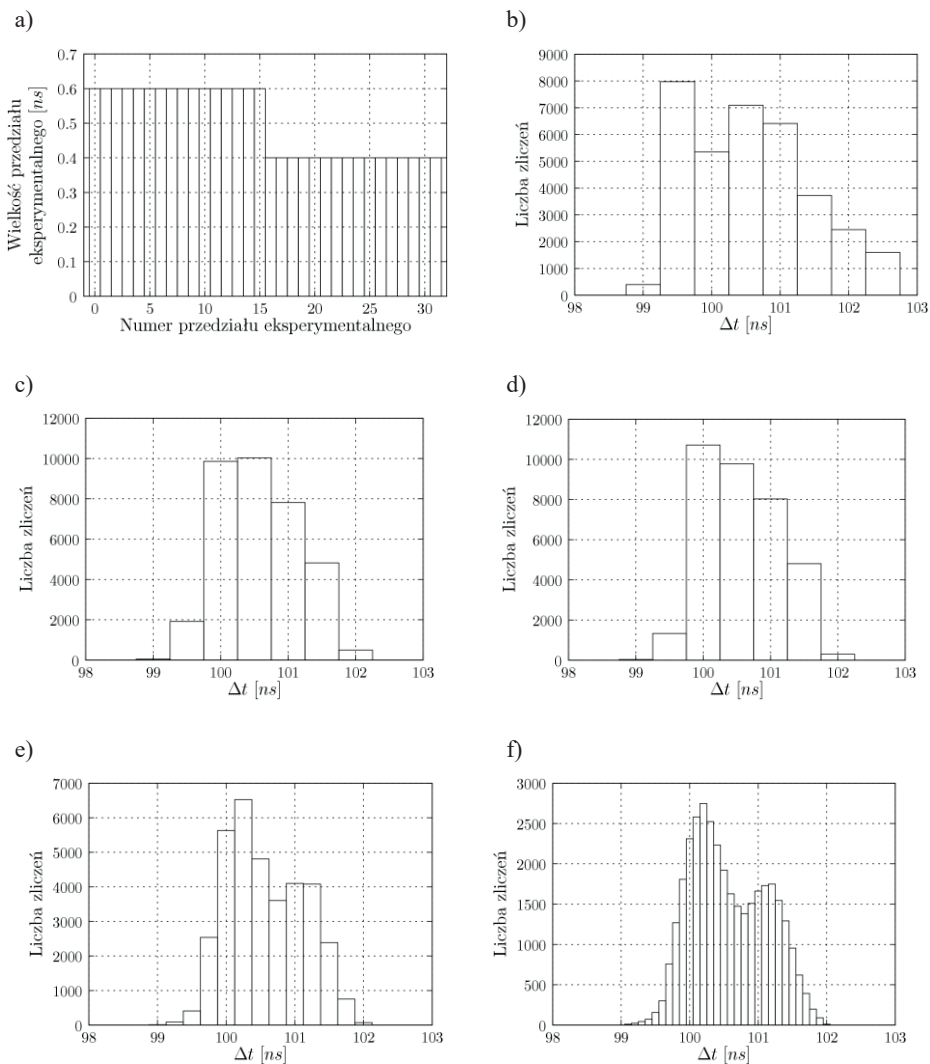 a)
b)
0.7
0.6
0.5
0.4
0.3
0.2
0.1
0
Wielkość przedziału
eksperymentalnego [ns]
0 5 10 15 20 25 30
Numer przedziału eksperymentalnego
9000
8000
7000
6000
5000
4000
3000
2000
1000
0
Liczba zliczeń
98 99 100 101 102 103
Δt [ns]
c)
d)
12000
10000
8000
6000
4000
2000
0
Liczba zliczeń
98 99 100 101 102 103
Δt [ns]
12000
10000
8000
6000
4000
2000
0
Liczba zliczeń
98 99 100 101 102 103
Δt [ns]
e)
f)
7000
6000
5000
4000
3000
2000
1000
0
Liczba zliczeń
98 99 100 101 102 103
Δt [ns]
3000
2500
2000
1500
1000
500
0
Liczba zliczeń
98 99 100 101 102 103
Δt [ns]